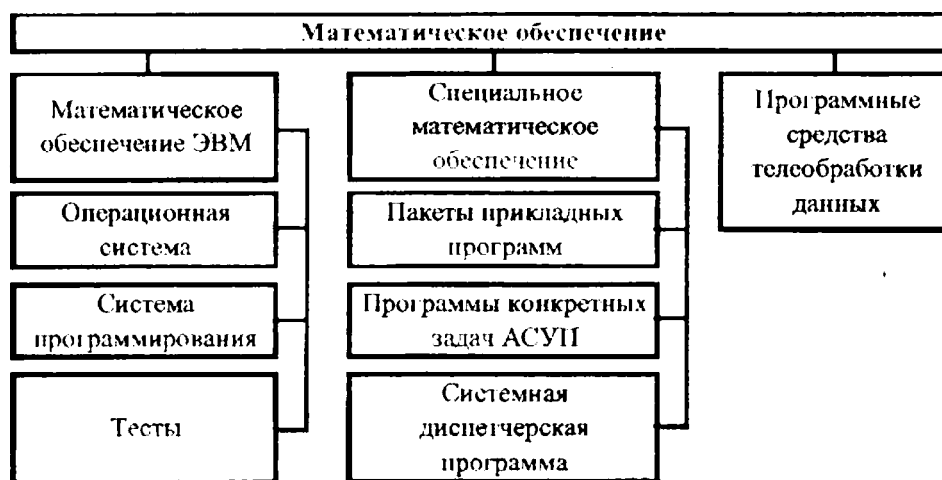 Математическое обеспечение
Математическое
обеспечение ЭВМ
Операционная
система
Система
программирования
Тесты
Специальное
математическое
обеспечение
Пакеты прикладных
программ
Программы конкретных
задач АСУП
Системная
диспетчерская
программа
Программные
средства
телеобработки
данных